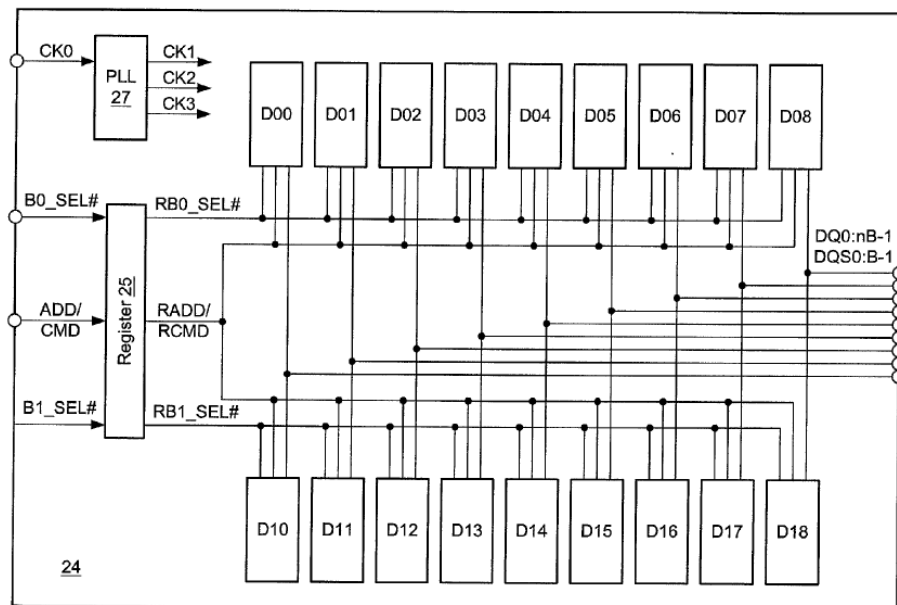 CK0
PLL
27
CK1
CK2
CK3
D00
D01
D02
D03
D04
D05
D06
D07
D08
B0_SEL#
RB0_SEL#
DQ0:nB-1
DQS0:B-1
ADD/
CMD
Register 25
RADD/
RCMD
B1_SEL#
RB1_SEL#
D10
D11
D12
D13
D14
D15
D16
D17
D18
24